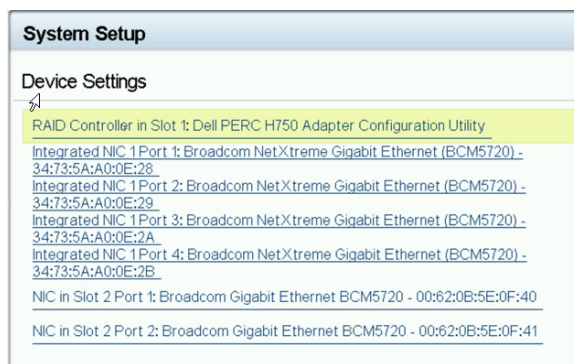 System Setup
Device Settings
RAID Controller in Slot 1: Dell PERC H750 Adapter Configuration Utility
Integrated NIC 1 Port 1: Broadcom NetXtreme Gigabit Ethernet (BCM5720) -
34:73:5A:A0:0E:28
Integrated NIC 1 Port 2: Broadcom NetXtreme Gigabit Ethernet (BCM5720) -
34:73:5A:A0:0E:29
Integrated NIC 1 Port 3: Broadcom NetXtreme Gigabit Ethernet (BCM5720) -
34:73:5A:A0:0E:2A
Integrated NIC 1 Port 4: Broadcom NetXtreme Gigabit Ethernet (BCM5720) -
34:73:5A:A0:0E:2B
NIC in Slot 2 Port 1: Broadcom Gigabit Ethernet BCM5720 - 00:62:0B:5E:0F:40
NIC in Slot 2 Port 2: Broadcom Gigabit Ethernet BCM5720 - 00:62:0B:5E:0F:41